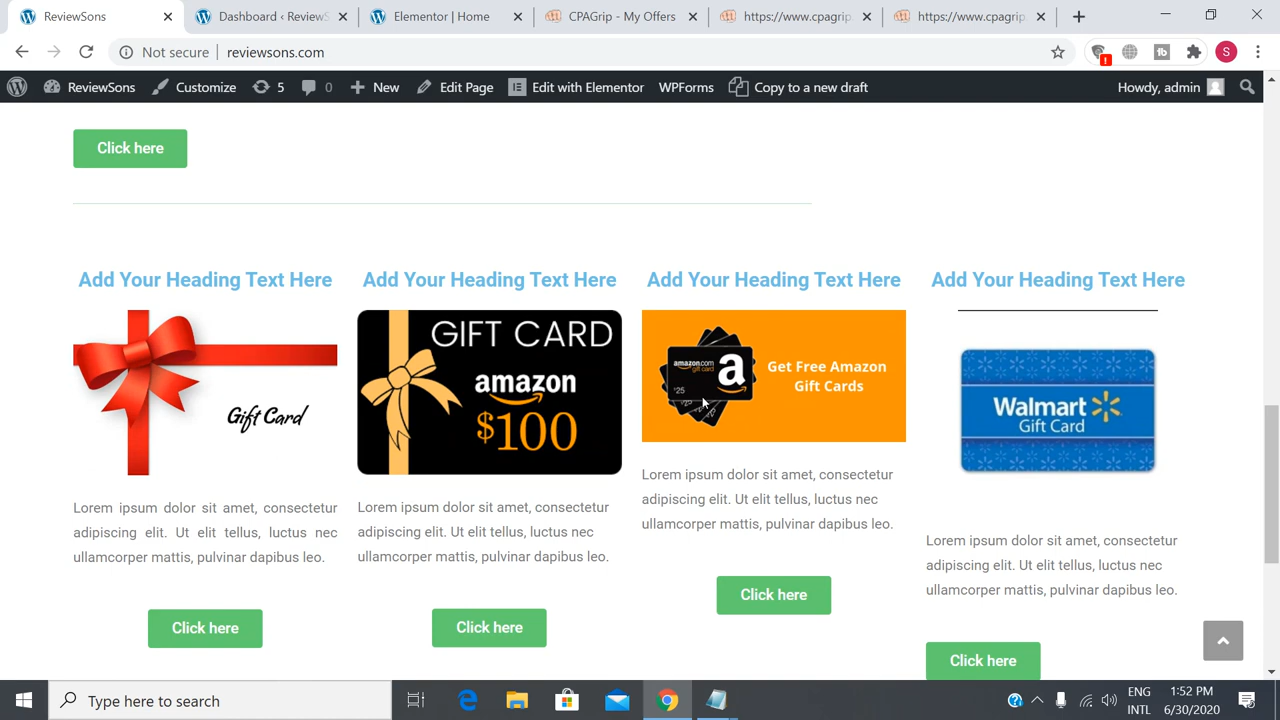 ReviewSons
Dashboard ‹ ReviewS
Elementor | Home
CPAGrip - My Offers
https://www.cpagrip.
https://www.cpagrip.
Not secure
reviewsons.com
S
ReviewSons
Customize
5
0
New
Edit Page
Edit with Elementor
WPForms
Copy to a new draft
Howdy, admin
Click here
Add Your Heading Text Here
Add Your Heading Text Here
Add Your Heading Text Here
Add Your Heading Text Here
Gift Card
GIFT CARD
amazon
$100
amazon.com
gift card
a
$25
Get Free Amazon
Gift Cards
Walmart
Gift Card
Lorem ipsum dolor sit amet, consectetur
adipiscing elit. Ut elit tellus, luctus nec
ullamcorper mattis, pulvinar dapibus leo.
Lorem ipsum dolor sit amet, consectetur
adipiscing elit. Ut elit tellus, luctus nec
ullamcorper mattis, pulvinar dapibus leo.
Lorem ipsum dolor sit amet, consectetur
adipiscing elit. Ut elit tellus, luctus nec
ullamcorper mattis, pulvinar dapibus leo.
Lorem ipsum dolor sit amet, consectetur
adipiscing elit. Ut elit tellus, luctus nec
ullamcorper mattis, pulvinar dapibus leo.
Click here
Click here
Click here
Click here
Type here to search
ENG
INTL
1:52 PM
6/30/2020